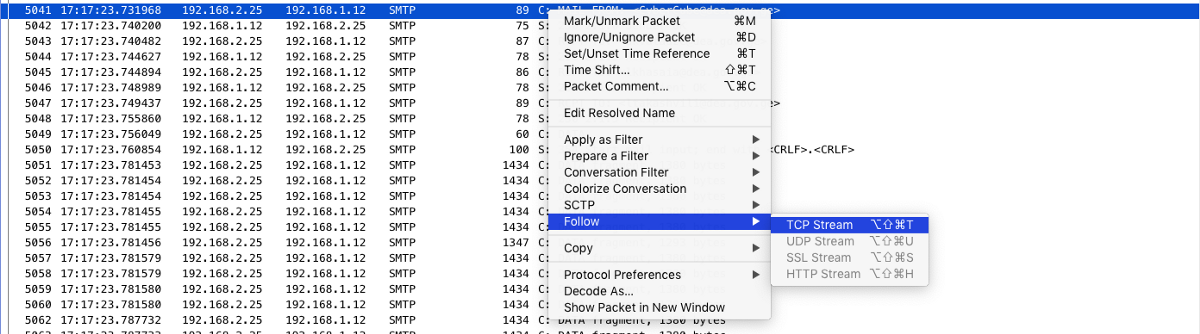 5041 17:17:23.731968 192.168.2.25 192.168.1.12 SMTP 89 C: MAIL FROM: <CyberCube@dea.gov.ge>
5042 17:17:23.740200 192.168.1.12 192.168.2.25 SMTP 75 S:
5043 17:17:23.740482 192.168.2.25 192.168.1.12 SMTP 87 C:
5044 17:17:23.744627 192.168.1.12 192.168.2.25 SMTP 78 S:
5045 17:17:23.744894 192.168.2.25 192.168.1.12 SMTP 86 C:
5046 17:17:23.748989 192.168.1.12 192.168.2.25 SMTP 78 S:
5047 17:17:23.749437 192.168.2.25 192.168.1.12 SMTP 89 C:
5048 17:17:23.755860 192.168.1.12 192.168.2.25 SMTP 78 S:
5049 17:17:23.756049 192.168.2.25 192.168.1.12 SMTP 60 C:
5050 17:17:23.760854 192.168.1.12 192.168.2.25 SMTP 100 S: <CRLF>.<CRLF>
5051 17:17:23.781453 192.168.2.25 192.168.1.12 SMTP 1434 C:
5052 17:17:23.781454 192.168.2.25 192.168.1.12 SMTP 1434 C:
5053 17:17:23.781454 192.168.2.25 192.168.1.12 SMTP 1434 C:
5054 17:17:23.781455 192.168.2.25 192.168.1.12 SMTP 1434 C:
5055 17:17:23.781455 192.168.2.25 192.168.1.12 SMTP 1434 C:
5056 17:17:23.781456 192.168.2.25 192.168.1.12 SMTP 1347 C:
5057 17:17:23.781579 192.168.2.25 192.168.1.12 SMTP 1434 C:
5058 17:17:23.781579 192.168.2.25 192.168.1.12 SMTP 1434 C:
5059 17:17:23.781580 192.168.2.25 192.168.1.12 SMTP 1434 C:
5060 17:17:23.781580 192.168.2.25 192.168.1.12 SMTP 1434 C:
5062 17:17:23.787732 192.168.2.25 192.168.1.12 SMTP 1434 C: DATA fragment, 1380 bytes
Mark/Unmark Packet ⌘M
Ignore/Unignore Packet ⌘D
Set/Unset Time Reference ⌘T
Time Shift... ⇧⌘T
Packet Comment... ⌥⌘C
Edit Resolved Name
Apply as Filter
Prepare a Filter
Conversation Filter
Colorize Conversation
SCTP
Follow
Copy
Protocol Preferences
Decode As...
Show Packet in New Window
TCP Stream ⌥⇧⌘T
UDP Stream ⌥⇧⌘U
SSL Stream ⌥⇧⌘S
HTTP Stream ⌥⇧⌘H